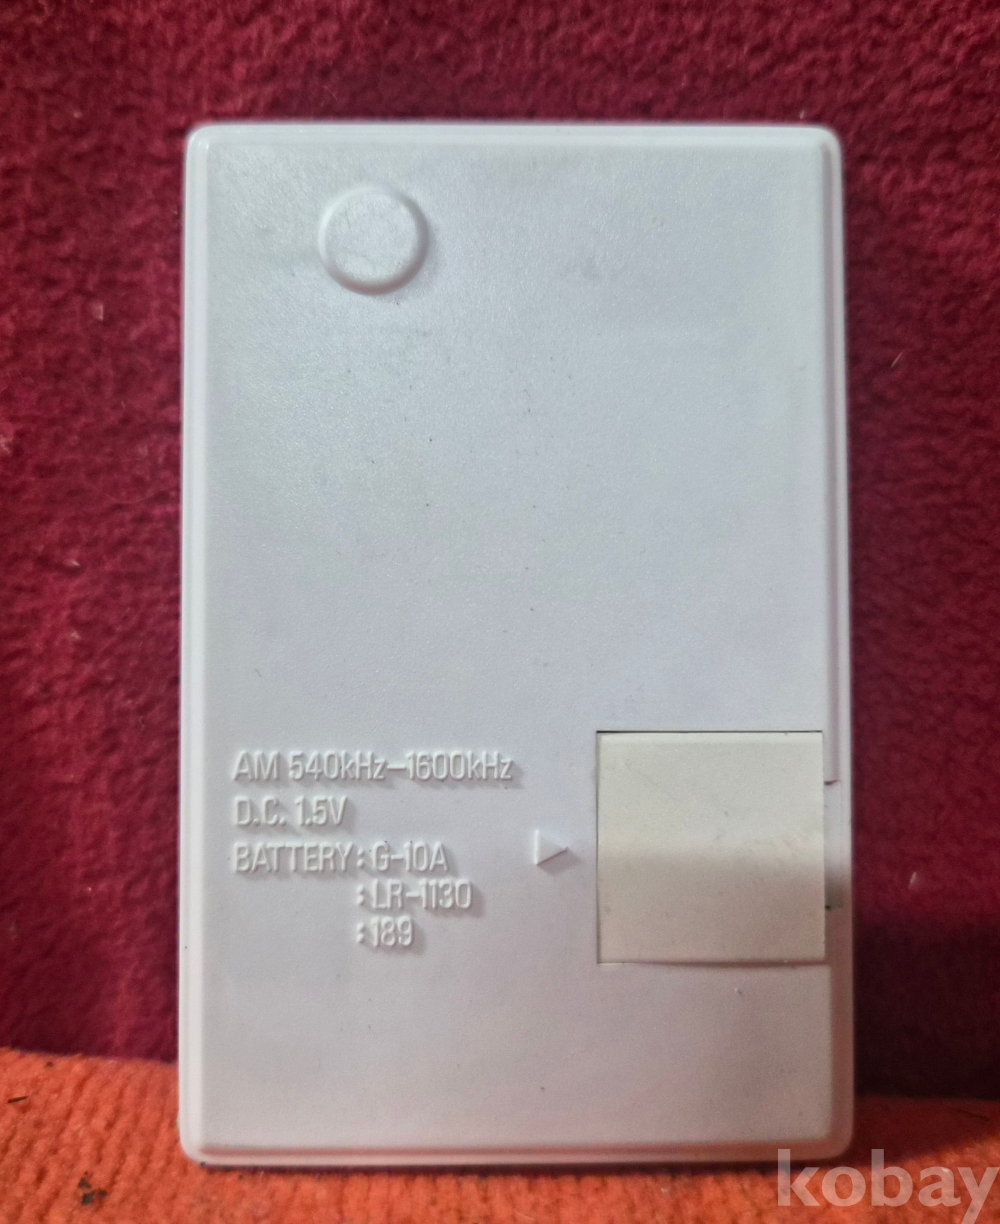 AM 540kHz-1600kHz
D.C. 1.5V
BATTERY: G-10A
: LR-1130
: 189
kobay